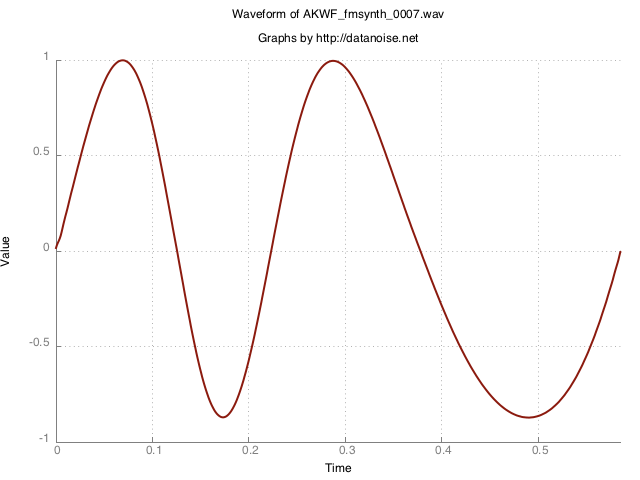 Waveform of AKWF_fmsynth_0007.wav
Graphs by http://datanoise.net
1
0.5
0
-0.5
-1
Value
0 0.1 0.2 0.3 0.4 0.5
Time